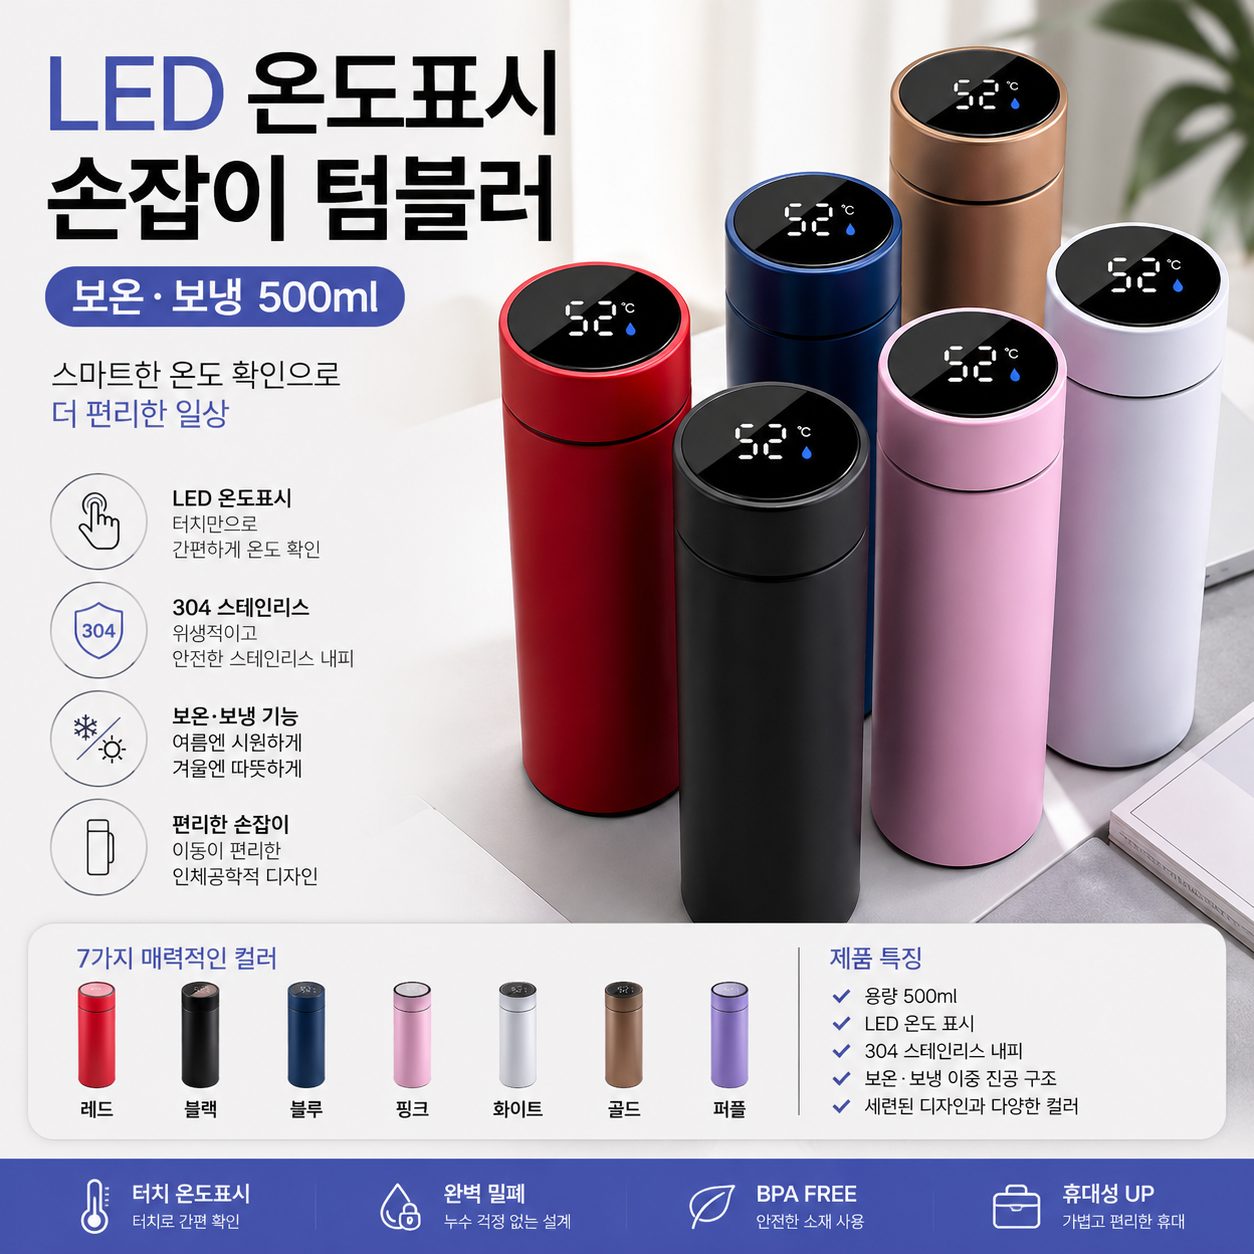 LED 온도표시
손잡이 텀블러
보온·보냉 500ml
스마트한 온도 확인으로
더 편리한 일상
LED 온도표시
터치만으로
간편하게 온도 확인
304
304 스테인리스
위생적이고
안전한 스테인리스 내피
보온·보냉 기능
여름엔 시원하게
겨울엔 따뜻하게
편리한 손잡이
이동이 편리한
인체공학적 디자인
52 °C
52 °C
52 °C
52 °C
52 °C
52 °C
7가지 매력적인 컬러
레드
블랙
블루
핑크
화이트
골드
퍼플
제품 특징
용량 500ml
LED 온도 표시
304 스테인리스 내피
보온·보냉 이중 진공 구조
세련된 디자인과 다양한 컬러
터치 온도표시
터치로 간편 확인
완벽 밀폐
누수 걱정 없는 설계
BPA FREE
안전한 소재 사용
휴대성 UP
가볍고 편리한 휴대